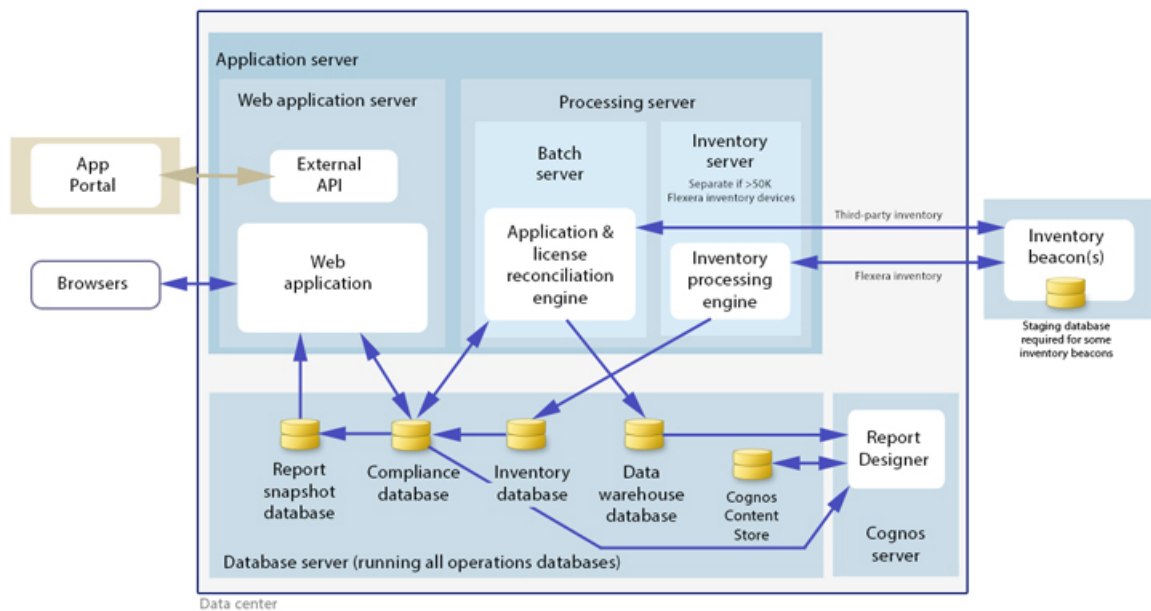 Application server
Web application server
Processing server
App
Portal
External
API
Batch
server
Inventory
server
Separate if >50K
Flexera inventory devices
Third-party inventory
Browsers
Web
application
Application &
license
reconciliation
engine
Inventory
processing
engine
Flexera inventory
Inventory
beacon(s)
Staging database
required for some
inventory beacons
Report
snapshot
database
Compliance
database
Inventory
database
Data
warehouse
database
Cognos
Content
Store
Report
Designer
Cognos
server
Database server (running all operations databases)
Data center